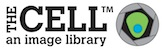 THE CELL™
an image library